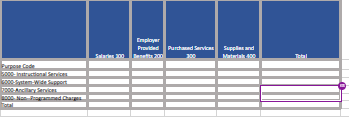 Employer
Provided Purchased Services Supplies and
Salaries 100 Benefits 200 300 Materials 400 Total
Purpose Code
5000- Instructional Services
6000-System-Wide Support
7000-Ancillary Services
8000- Non--Programmed Charges
Total